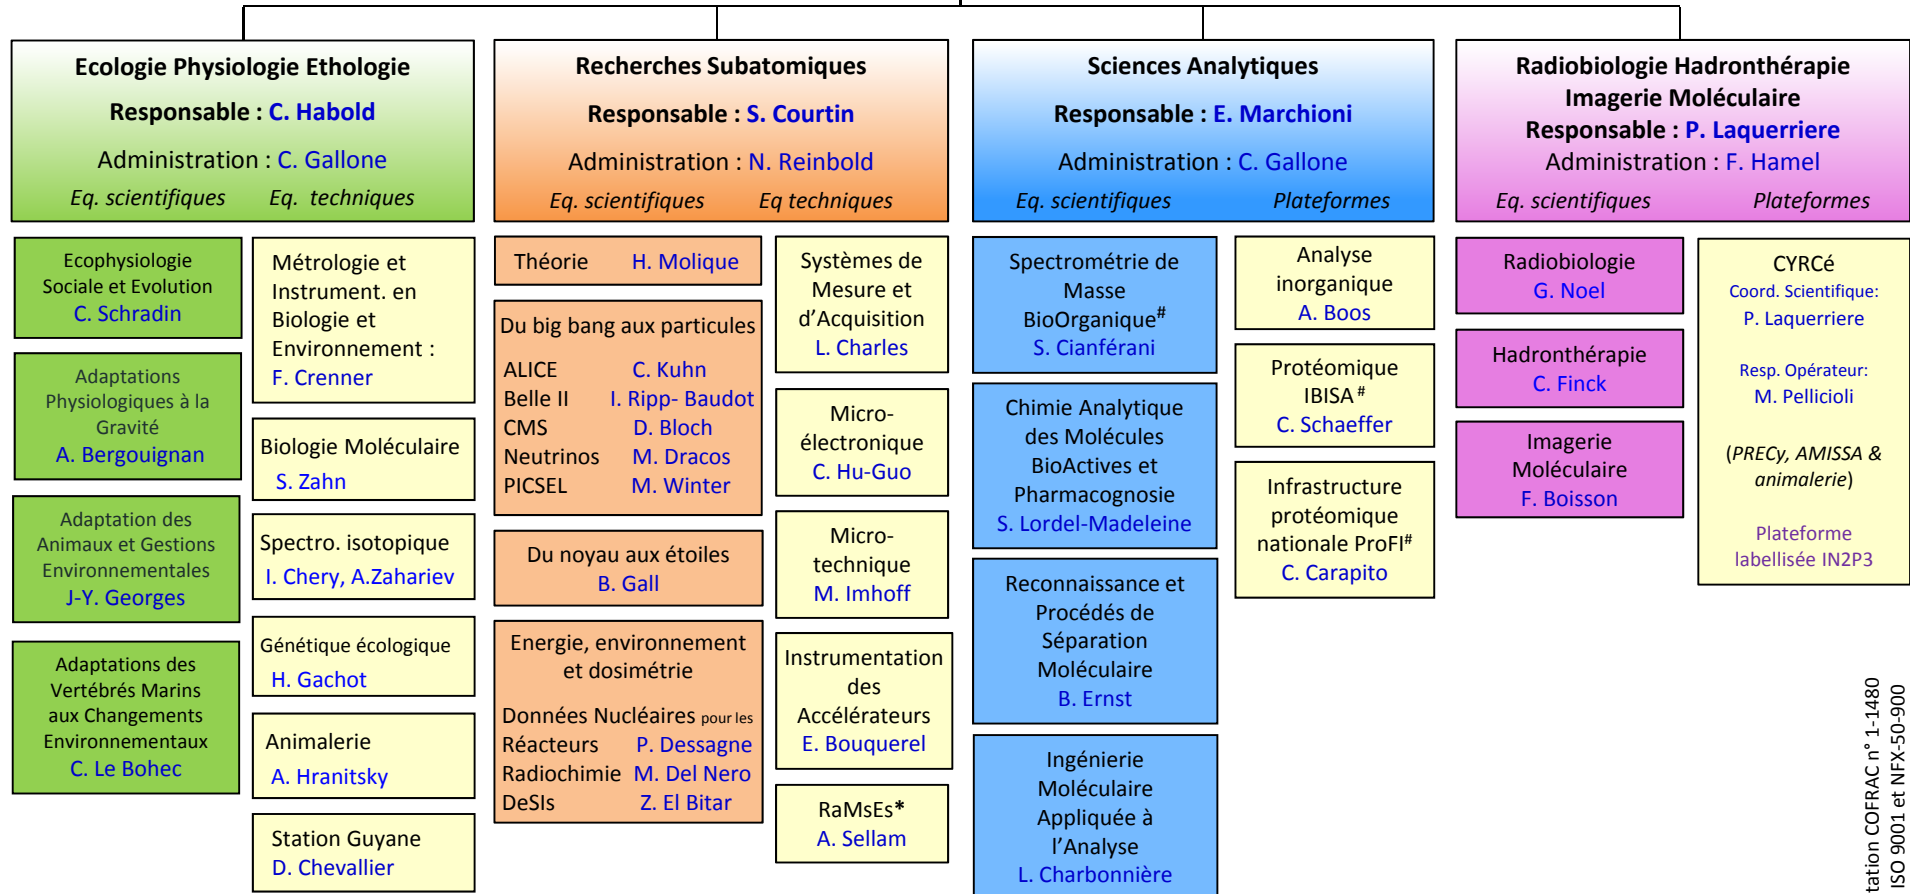 Ecologie Physiologie Ethologie
Responsable : C. Habold
Administration : C. Gallone
Eq. scientifiques Eq. techniques
Ecophysiologie
Sociale et Evolution
C. Schradin
Adaptations
Physiologiques à la
Gravité
A. Bergouignan
Adaptation des
Animaux et Gestions
Environnementales
J-Y. Georges
Adaptations des
Vertébrés Marins
aux Changements
Environnementaux
C. Le Bohec
Métrologie et
Instrument. en
Biologie et
Environnement :
F. Crenner
Biologie Moléculaire
S. Zahn
Spectro. isotopique
I. Chery, A.Zahariev
Génétique écologique
H. Gachot
Animalerie
A. Hranitsky
Station Guyane
D. Chevallier
Recherches Subatomiques
Responsable : S. Courtin
Administration : N. Reinbold
Eq. scientifiques Eq techniques
Théorie H. Molique
Du big bang aux particules
ALICE C. Kuhn
Belle II I. Ripp- Baudot
CMS D. Bloch
Neutrinos M. Dracos
PICSEL M. Winter
Du noyau aux étoiles
B. Gall
Energie, environnement
et dosimétrie
Données Nucléaires pour les
Réacteurs P. Dessagne
Radiochimie M. Del Nero
DeSIs Z. El Bitar
Systèmes de
Mesure et
d'Acquisition
L. Charles
Micro-
électronique
C. Hu-Guo
Micro-
technique
M. Imhoff
Instrumentation
des
Accélérateurs
E. Bouquerel
RaMsEs*
A. Sellam
Sciences Analytiques
Responsable : E. Marchioni
Administration : C. Gallone
Eq. scientifiques Plateformes
Spectrométrie de
Masse
BioOrganique#
S. Cianférani
Chimie Analytique
des Molécules
BioActives et
Pharmacognosie
S. Lordel-Madeleine
Reconnaissance et
Procédés de
Séparation
Moléculaire
B. Ernst
Ingénierie
Moléculaire
Appliquée à
l'Analyse
L. Charbonnière
Analyse
inorganique
A. Boos
Protéomique
IBISA #
C. Schaeffer
Infrastructure
protéomique
nationale ProFI#
C. Carapito
Radiobiologie Hadronthérapie
Imagerie Moléculaire
Responsable : P. Laquerriere
Administration : F. Hamel
Eq. scientifiques Plateformes
Radiobiologie
G. Noel
Hadronthérapie
C. Finck
Imagerie
Moléculaire
F. Boisson
CYRCé
Coord. Scientifique:
P. Laquerriere
Resp. Opérateur:
M. Pellicioli
(PRECy, AMISSA &
animalerie)
Plateforme
labellisée IN2P3
tation COFRAC n° 1-1480
ISO 9001 et NFX-50-900